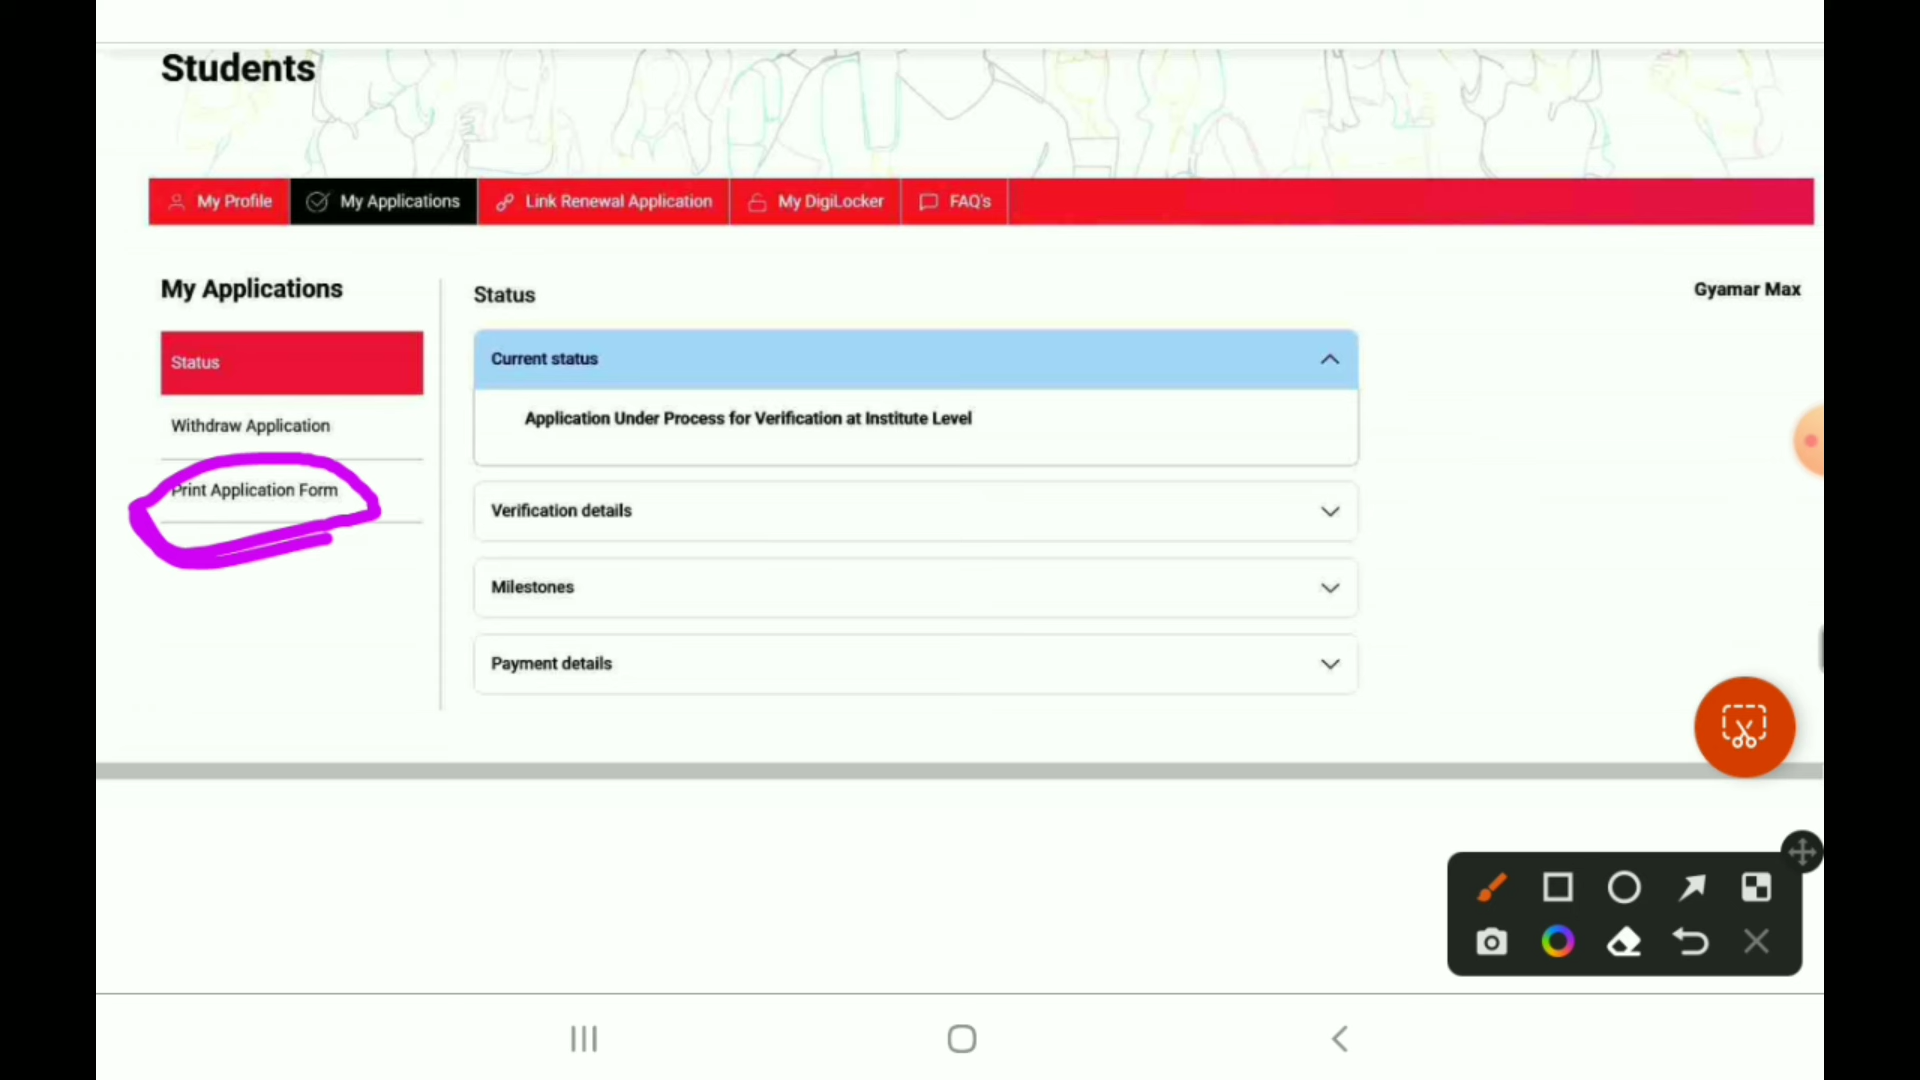 Students
My Profile
My Applications
Link Renewal Application
My DigiLocker
FAQ's
My Applications
Status
Withdraw Application
Print Application Form
Status
Gyamar Max
Current status
Application Under Process for Verification at Institute Level
Verification details
Milestones
Payment details